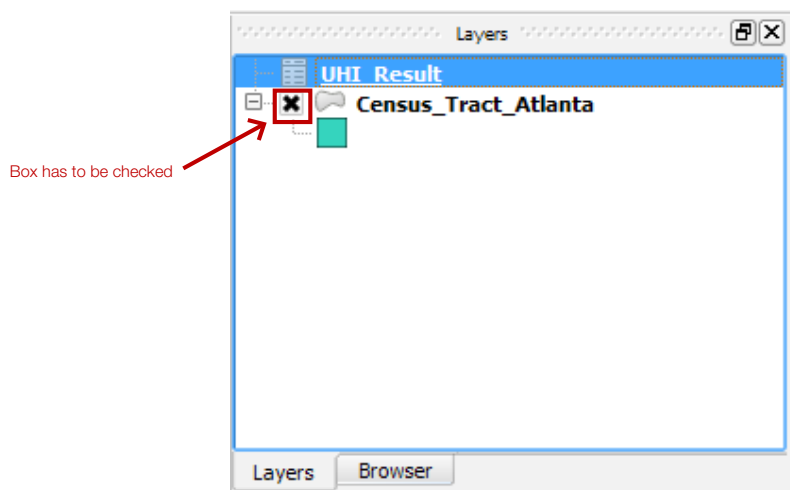 Layers
UHI_Result
Census_Tract_Atlanta
Box has to be checked
Layers Browser